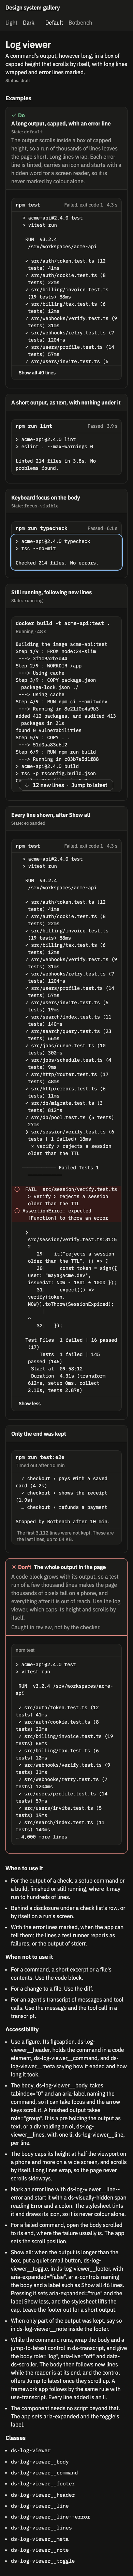 Design system gallery
Light Dark Default Botbench
Log viewer
A command's output, however long, in a box of
fixed height that scrolls by itself, with long lines
wrapped and error lines marked.
Status: draft
Examples
✓ Do
A long output, capped, with an error line
State: default
The output scrolls inside a box of capped
height, so a run of thousands of lines keeps
the page short. Long lines wrap. Each error
line is tinted, carries an icon and starts with a
hidden word for a screen reader, so it is
never marked by colour alone.
npm test Failed, exit code 1 · 4.3 s
> acme-api@2.4.0 test
> vitest run
RUN v3.2.4
/srv/workspaces/acme-api
✓ src/auth/token.test.ts (12
tests) 41ms
✓ src/auth/cookie.test.ts (8
tests) 22ms
✓ src/billing/invoice.test.ts
(19 tests) 88ms
✓ src/billing/tax.test.ts (6
tests) 12ms
✓ src/webhooks/verify.test.ts (9
tests) 31ms
✓ src/webhooks/retry.test.ts (7
tests) 1204ms
✓ src/users/profile.test.ts (14
tests) 57ms
✓ src/users/invite.test.ts (5
Show all 40 lines
A short output, as text, with nothing under it
npm run lint Passed · 3.9 s
> acme-api@2.4.0 lint
> eslint . --max-warnings 0
Linted 214 files in 3.8s. No
problems found.
Keyboard focus on the body
State: focus-visible
npm run typecheck Passed · 6.1 s
> acme-api@2.4.0 typecheck
> tsc --noEmit
Checked 214 files. No errors.
Still running, following new lines
State: running
docker build -t acme-api:test .
Running · 48 s
Building the image acme-api:test
Step 1/9 : FROM node:24-slim
---> 3f1c9a2b7d44
Step 2/9 : WORKDIR /app
---> Using cache
Step 3/9 : COPY package.json
package-lock.json ./
---> Using cache
Step 4/9 : RUN npm ci --omit=dev
added 412 packages, and audited 413
packages in 21s
found 0 vulnerabilities
Step 5/9 : COPY . .
Step 6/9 : RUN npm run build
> acme-api@2.4.0 build
> tsc -p tsconfig.build.json
↓ 12 new lines · Jump to latest
Every line shown, after Show all
State: expanded
npm test Failed, exit code 1 · 4.3 s
> acme-api@2.4.0 test
> vitest run
RUN v3.2.4
/srv/workspaces/acme-api
✓ src/auth/token.test.ts (12
tests) 41ms
✓ src/auth/cookie.test.ts (8
tests) 22ms
✓ src/billing/invoice.test.ts
(19 tests) 88ms
✓ src/billing/tax.test.ts (6
tests) 12ms
✓ src/webhooks/verify.test.ts (9
tests) 31ms
✓ src/webhooks/retry.test.ts (7
tests) 1204ms
✓ src/users/profile.test.ts (14
tests) 57ms
✓ src/users/invite.test.ts (5
tests) 19ms
✓ src/search/index.test.ts (11
tests) 140ms
✓ src/search/query.test.ts (23
tests) 66ms
✓ src/jobs/queue.test.ts (10
tests) 302ms
✓ src/jobs/schedule.test.ts (4
tests) 9ms
✓ src/http/router.test.ts (17
tests) 48ms
✓ src/http/errors.test.ts (6
tests) 11ms
✓ src/db/migrate.test.ts (3
tests) 812ms
✓ src/db/pool.test.ts (5 tests)
27ms
❯ src/session/verify.test.ts (6
tests | 1 failed) 18ms
× verify > rejects a session
older than the TTL
Failed Tests 1
FAIL src/session/verify.test.ts
> verify > rejects a session
older than the TTL
AssertionError: expected
[Function] to throw an error
❯
src/session/verify.test.ts:31:5
2
29| it("rejects a session
older than the TTL", () => {
30| const token = sign({
user: "maya@acme.dev",
issuedAt: NOW - 1801 * 1000 });
31| expect(() =>
verify(token,
NOW)).toThrow(SessionExpired);
|
^
32| });
Test Files 1 failed | 16 passed
(17)
Tests 1 failed | 145
passed (146)
Start at 09:58:12
Duration 4.31s (transform
612ms, setup 0ms, collect
2.18s, tests 2.87s)
Show less
Only the end was kept
npm run test:e2e
Timed out after 10 min
✓ checkout › pays with a saved
card (4.2s)
✓ checkout › shows the receipt
(1.9s)
… checkout › refunds a payment
Stopped by Botbench after 10 min.
The first 3,112 lines were not kept. These are
the last lines, up to 64 KB.
× Don't The whole output in the page
A code block grows with its output, so a test
run of a few thousand lines makes the page
thousands of pixels tall on a phone, and
everything after it is out of reach. Use the log
viewer, which caps its height and scrolls by
itself.
Caught in review, not by the checker.
npm test
> acme-api@2.4.0 test
> vitest run
RUN v3.2.4 /srv/workspaces/acme-
api
✓ src/auth/token.test.ts (12
tests) 41ms
✓ src/auth/cookie.test.ts (8
tests) 22ms
✓ src/billing/invoice.test.ts (19
tests) 88ms
✓ src/billing/tax.test.ts (6
tests) 12ms
✓ src/webhooks/verify.test.ts (9
tests) 31ms
✓ src/webhooks/retry.test.ts (7
tests) 1204ms
✓ src/users/profile.test.ts (14
tests) 57ms
✓ src/users/invite.test.ts (5
tests) 19ms
✓ src/search/index.test.ts (11
tests) 140ms
… 4,000 more lines
When to use it
• For the output of a check, a setup command or
a build, finished or still running, where it may
run to hundreds of lines.
• Behind a disclosure under a check list's row, or
by itself on a run's screen.
• With the error lines marked, when the app can
tell them: the lines a test runner reports as
failures, or the output of stderr.
When not to use it
• For a command, a short excerpt or a file's
contents. Use the code block.
• For a change to a file. Use the diff.
• For an agent's transcript of messages and tool
calls. Use the message and the tool call in a
transcript.
Accessibility
• Use a figure. Its figcaption, ds-log-
viewer__header, holds the command in a code
element, ds-log-viewer__command, and ds-
log-viewer__meta saying how it ended and how
long it took.
• The body, ds-log-viewer__body, takes
tabindex="0" and an aria-label naming the
command, so it can take focus and the arrow
keys scroll it. A finished output takes
role="group". It is a pre holding the output as
text, or a div holding an ol, ds-log-
viewer__lines, with one li, ds-log-viewer__line,
per line.
• The body caps its height at half the viewport on
a phone and more on a wide screen, and scrolls
by itself. Long lines wrap, so the page never
scrolls sideways.
• Mark an error line with ds-log-viewer__line--
error and start it with a ds-visually-hidden span
reading Error and a colon. The stylesheet tints
it and draws its icon, so it is never colour alone.
• For a failed command, open the body scrolled
to its end, where the failure usually is. The app
sets the scroll position.
• Show all: when the output is longer than the
box, put a quiet small button, ds-log-
viewer__toggle, in ds-log-viewer__footer, with
aria-expanded="false", aria-controls naming
the body and a label such as Show all 46 lines.
Pressing it sets aria-expanded="true" and the
label Show less, and the stylesheet lifts the
cap. Leave the footer out for a short output.
• When only part of the output was kept, say so
in ds-log-viewer__note inside the footer.
• While the command runs, wrap the body and a
jump-to-latest control in ds-transcript, and give
the body role="log", aria-live="off" and data-
ds-scroller. The body then follows new lines
while the reader is at its end, and the control
offers Jump to latest once they scroll up. A
framework app follows by the same rule with
use-transcript. Every line added is an li.
• The component needs no script beyond that.
The app sets aria-expanded and the toggle's
label.
Classes
• ds-log-viewer
• ds-log-viewer__body
• ds-log-viewer__command
• ds-log-viewer__footer
• ds-log-viewer__header
• ds-log-viewer__line
• ds-log-viewer__line--error
• ds-log-viewer__lines
• ds-log-viewer__meta
• ds-log-viewer__note
• ds-log-viewer__toggle